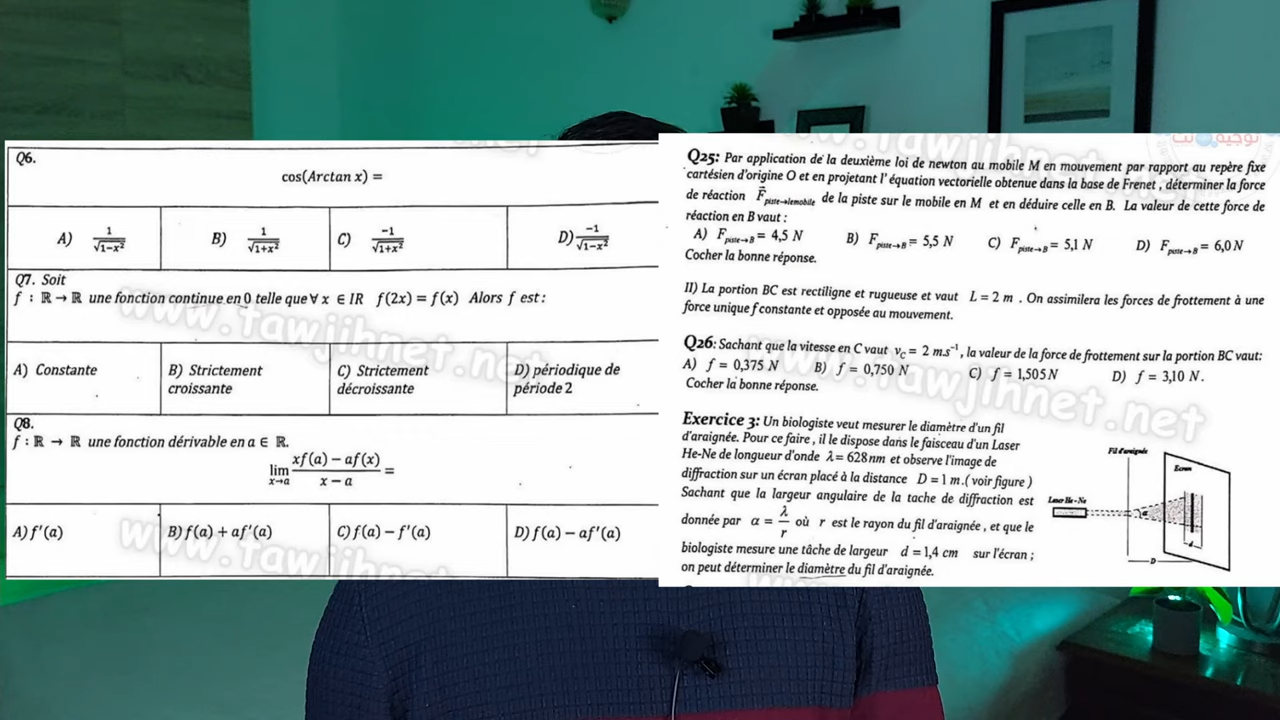 Q6.
cos(Arctan x) =
A) 1/√(1−x²)
B) 1/√(1+x²)
C) −1/√(1+x²)
D) −1/√(1−x²)
Q7. Soit
f : ℝ → ℝ une fonction continue en 0 telle que ∀ x ∈ IR f(2x) = f(x) Alors f est :
A) Constante
B) Strictement
croissante
C) Strictement
décroissante
D) périodique de
période 2
Q8.
f : ℝ → ℝ une fonction dérivable en a ∈ ℝ.
lim x→a (xf(a) − af(x))/(x − a) =
A) f′(a)
B) f(a) + af′(a)
C) f(a) − f′(a)
D) f(a) − af′(a)
www.tawjihnet.net
www.tawjihnet
توجيه نت
Q25: Par application de la deuxième loi de newton au mobile M en mouvement par rapport au repère fixe
cartésien d'origine O et en projetant l'équation vectorielle obtenue dans la base de Frenet , déterminer la force
de réaction F⃗ piste→lemobile de la piste sur le mobile en M et en déduire celle en B. La valeur de cette force de
réaction en B vaut :
A) F piste→B = 4,5 N B) F piste→B = 5,5 N C) F piste→B = 5,1 N D) F piste→B = 6,0 N
Cocher la bonne réponse.
II) La portion BC est rectiligne et rugueuse et vaut L = 2 m . On assimilera les forces de frottement à une
force unique f constante et opposée au mouvement.
Q26: Sachant que la vitesse en C vaut v_C = 2 m.s⁻¹ , la valeur de la force de frottement sur la portion BC vaut:
A) f = 0,375 N B) f = 0,750 N C) f = 1,505 N D) f = 3,10 N .
Cocher la bonne réponse.
Exercice 3: Un biologiste veut mesurer le diamètre d'un fil
d'araignée. Pour ce faire , il le dispose dans le faisceau d'un Laser
He-Ne de longueur d'onde λ = 628 nm et observe l'image de
diffraction sur un écran placé à la distance D = 1 m.( voir figure )
Sachant que la largeur angulaire de la tache de diffraction est
donnée par α = λ/r où r est le rayon du fil d'araignée , et que le
biologiste mesure une tâche de largeur d = 1,4 cm sur l'écran ;
on peut déterminer le diamètre du fil d'araignée.
Fil d'araignée
Ecran
Laser He-Ne
α
d
D